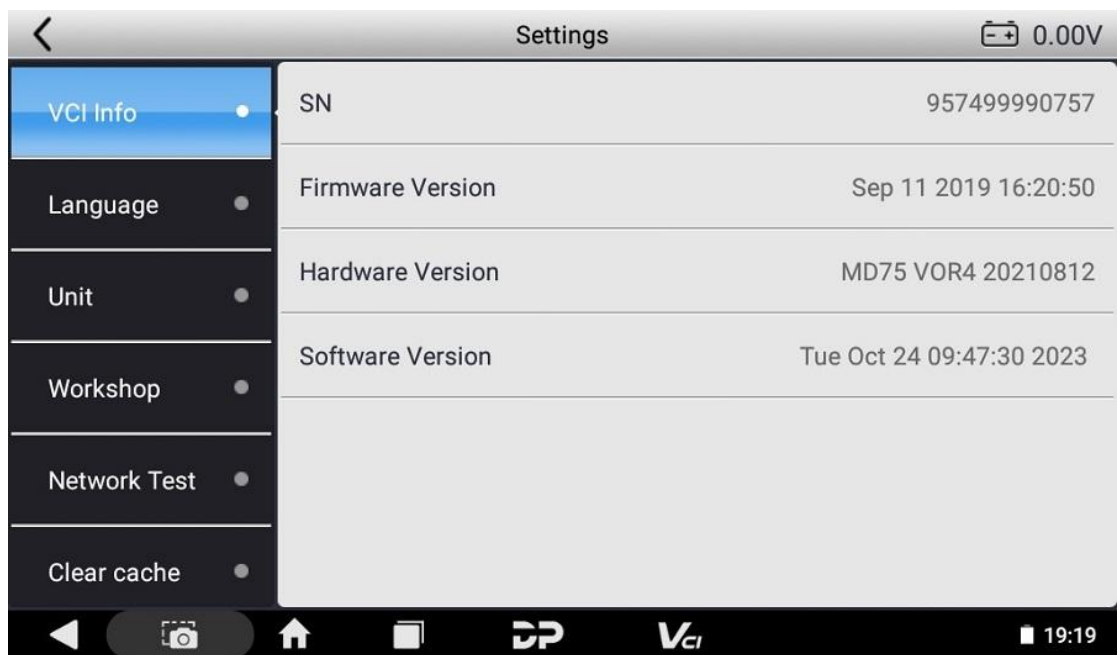 Settings
0.00V
VCI Info
SN
957499990757
Language
Firmware Version
Sep 11 2019 16:20:50
Unit
Hardware Version
MD75 VOR4 20210812
Workshop
Software Version
Tue Oct 24 09:47:30 2023
Network Test
Clear cache
DP
VCI
19:19